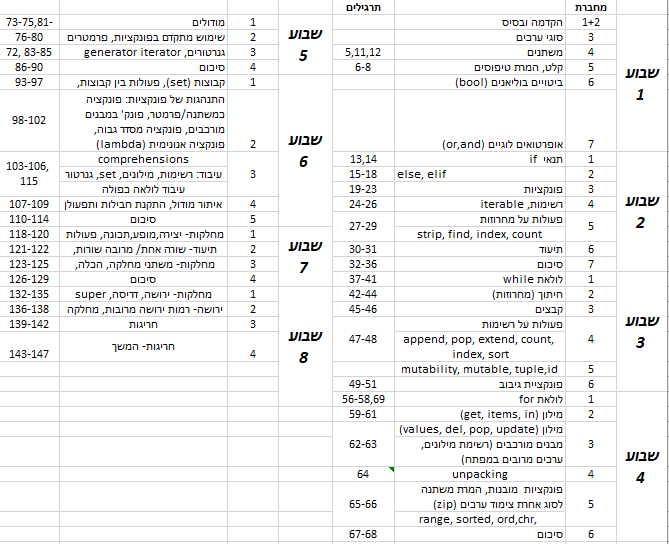 מחברת תרגילים
שבוע 1
1+2 הקדמה ובסיס
3 סוגי ערכים
4 משתנים 5,11,12
5 קלט, המרת טיפוסים 6-8
6 ביטויים בוליאנים (bool)
7 אופרטואים לוגיים (or,and)
שבוע 2
1 תנאי if 13,14
2 else, elif 15-18
3 פונקציות 19-23
4 רשימות, iterable 24-26
5 פעולות על מחרוזות 27-29
strip, find, index, count
6 תיעוד 30-31
7 סיכום 32-36
שבוע 3
1 לולאת while 37-41
2 חיתוך (מחרוזות) 42-44
3 קבצים 45-46
4 פעולות על רשימות 47-48
append, pop, extend, count,
index, sort
5 mutability, mutable, tuple,id
6 פונקציית גיבוב 49-51
שבוע 4
1 לולאת for 56-58,69
2 מילון (get, items, in) 59-61
מילון (values, del, pop, update)
3 מבנים מורכבים (רשימת מילונים, 62-63
ערכים מרובים במפתח)
4 unpacking 64
פונקציות מובנות, המרת משתנה
5 לסוג אחרת צימוד ערכים (zip) 65-66
range, sorted, ord,chr,
6 סיכום 67-68
שבוע 5
1 מודולים 73-75,81-
2 שימוש מתקדם בפונקציות, פרמטרים 76-80
3 גנרטורים, generator iterator 72, 83-85
4 סיכום 86-90
שבוע 6
1 קבוצות (set), פעולות בין קבוצות, 93-97
התנהגות של פונקציות: פונקציה
כמשתנה/פרמטר, פונק' במבנים
מורכבים, פונקציה מסדר גבוה, 98-102
2 פונקציה אנונימית (lambda)
comprehensions 103-106,
3 עיבוד: רשימות, מילונים, set, גנרטור 115
עיבוד לולאה כפולה
4 איתור מודול, התקנת חבילות ותפעולן 107-109
5 סיכום 110-114
שבוע 7
1 מחלקות- יצירה,מופע,תכונה, פעולות 118-120
2 תיעוד- שורה אחת/ מרובה שורות, 121-122
3 מחלקות- משתני מחלקה, הכלה, 123-125
4 סיכום 126-129
שבוע 8
1 מחלקות- ירושה, דריסה, super 132-135
2 ירושה- רמות ירושה מרובות, מחלקה 136-138
3 חריגות 139-142
4 חריגות- המשך 143-147